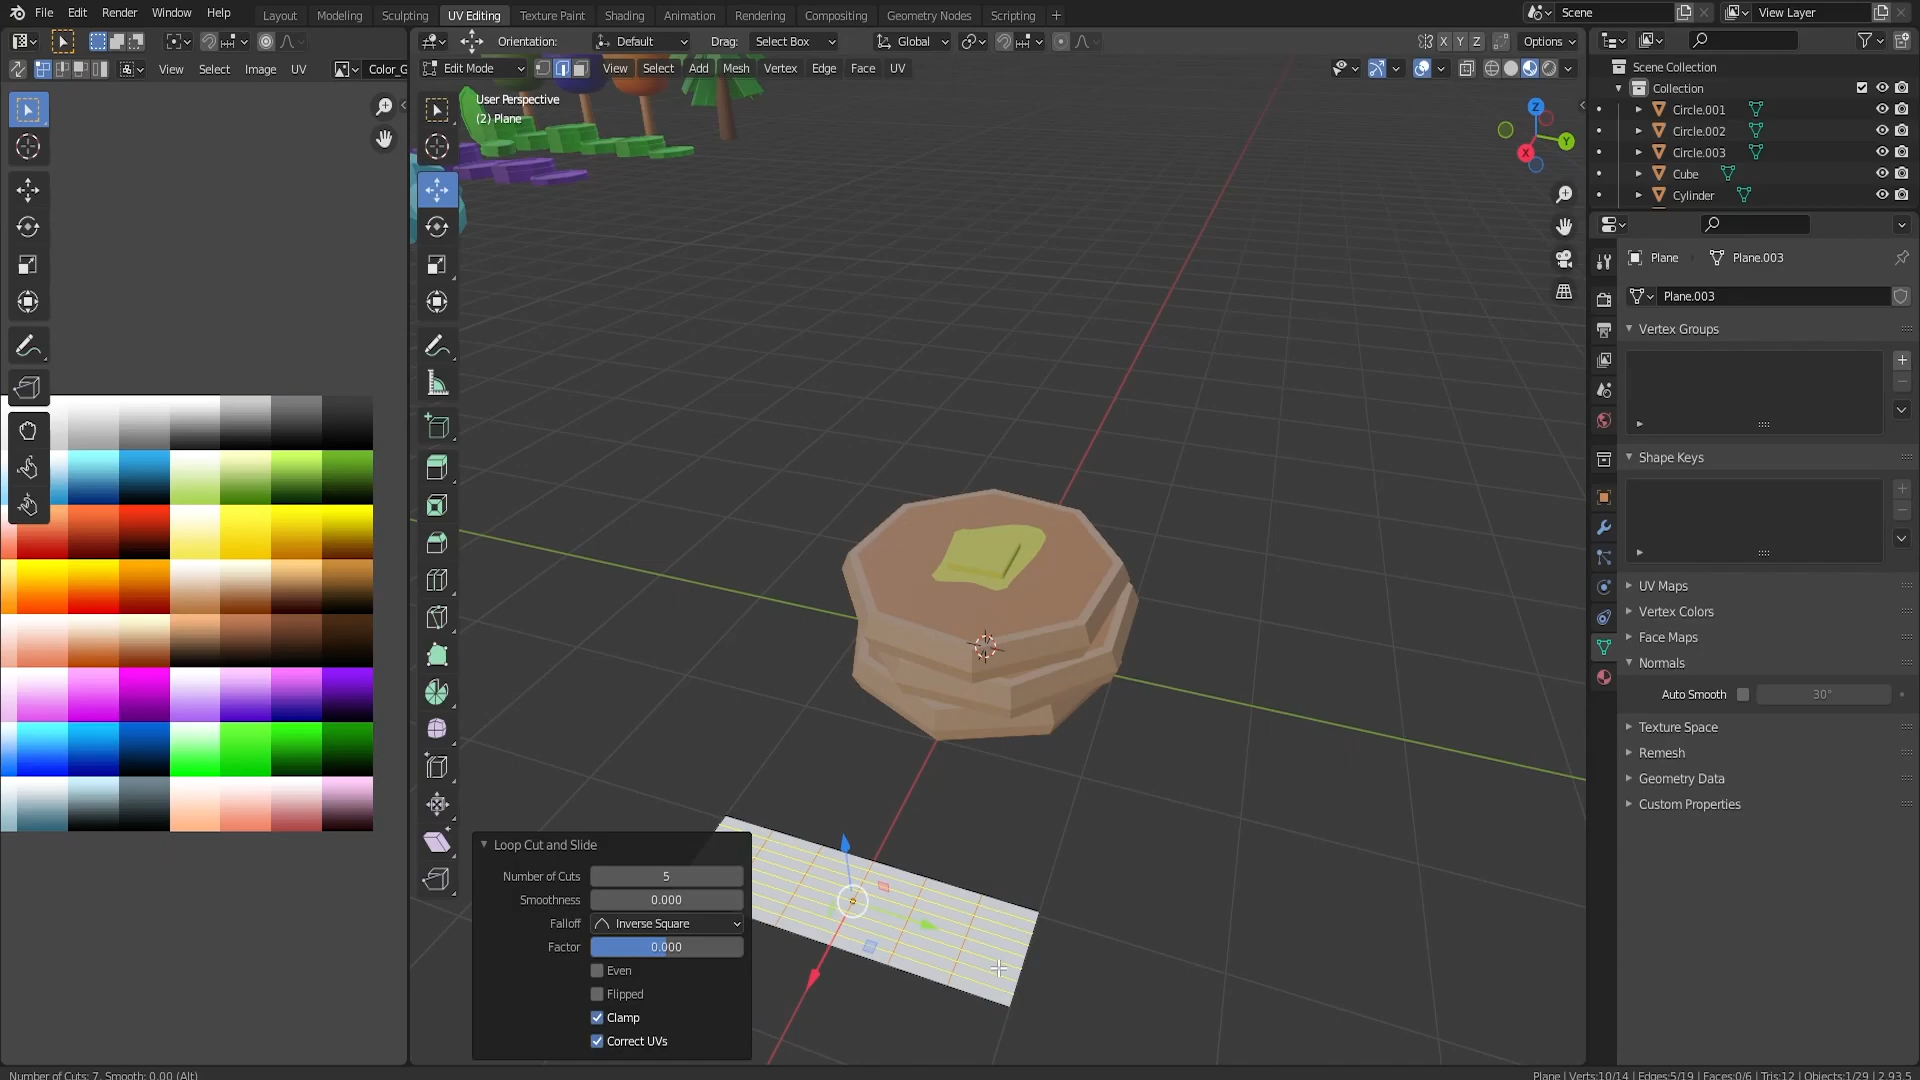 File Edit Render Window Help Layout Modeling Sculpting UV Editing Texture Paint Shading Animation Rendering Compositing Geometry Nodes Scripting + Scene View Layer
Orientation: Default Drag: Select Box Global X Y Z Options
View Select Image UV Color_G Edit Mode View Select Add Mesh Vertex Edge Face UV
User Perspective
(2) Plane
Scene Collection
Collection
Circle.001
Circle.002
Circle.003
Cube
Cylinder
Z
Y
X
Plane Plane.003
Plane.003
Vertex Groups
Shape Keys
UV Maps
Vertex Colors
Face Maps
Normals
Auto Smooth 30°
Texture Space
Remesh
Geometry Data
Custom Properties
Loop Cut and Slide
Number of Cuts 5
Smoothness 0.000
Falloff Inverse Square
Factor 0.000
Even
Flipped
Clamp
Correct UVs
Number of Cuts: 7, Smooth: 0.00 (Alt)
Plane | Verts:10/14 | Edges:5/19 | Faces:0/6 | Tris:12 | Objects:1/29 | 2.93.5